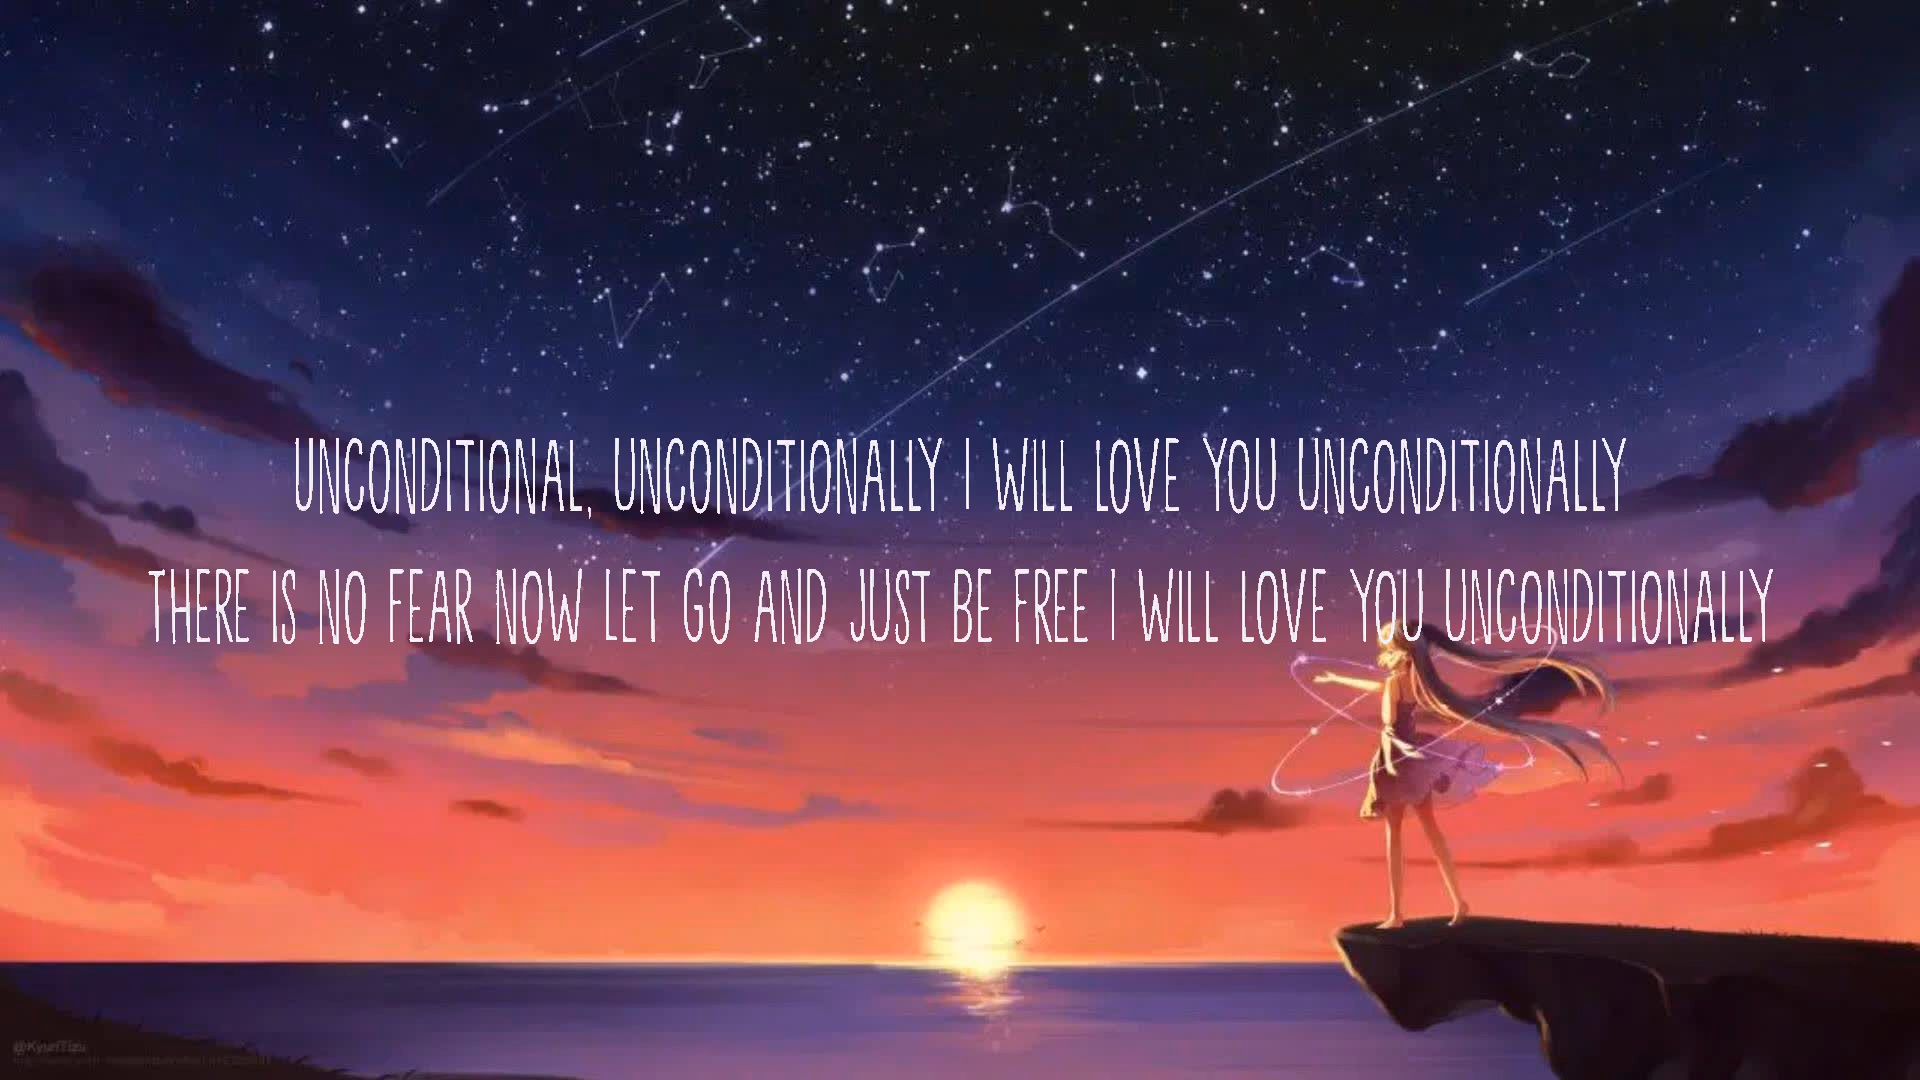 UNCONDITIONAL, UNCONDITIONALLY I WILL LOVE YOU UNCONDITIONALLY
THERE IS NO FEAR NOW LET GO AND JUST BE FREE I WILL LOVE YOU UNCONDITIONALLY
@KyuriTizu